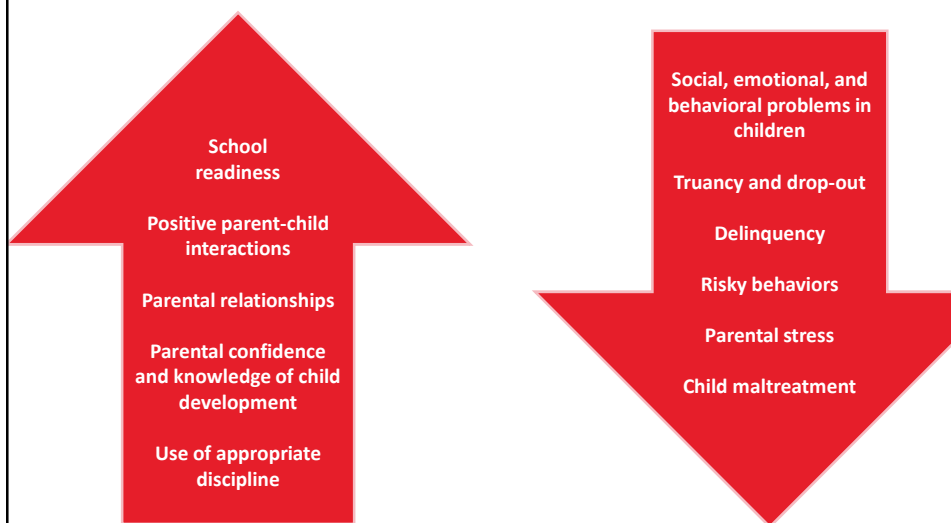 School
readiness
Positive parent-child
interactions
Parental relationships
Parental confidence
and knowledge of child
development
Use of appropriate
discipline
Social, emotional, and
behavioral problems in
children
Truancy and drop-out
Delinquency
Risky behaviors
Parental stress
Child maltreatment